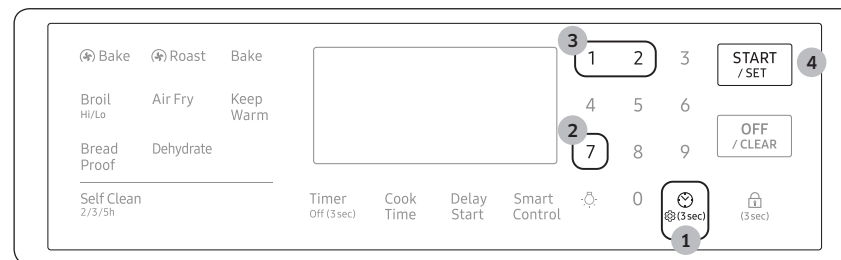 Bake Roast Bake
Broil
Hi/Lo
Air Fry
Keep
Warm
Bread
Proof
Dehydrate
Self Clean
2/3/5h
Timer
Off (3 sec)
Cook
Time
Delay
Start
Smart
Control
3
1 2 3
4 5 6
2
7 8 9
0
(3 sec)
1
(3 sec)
START
/ SET
4
OFF
/ CLEAR